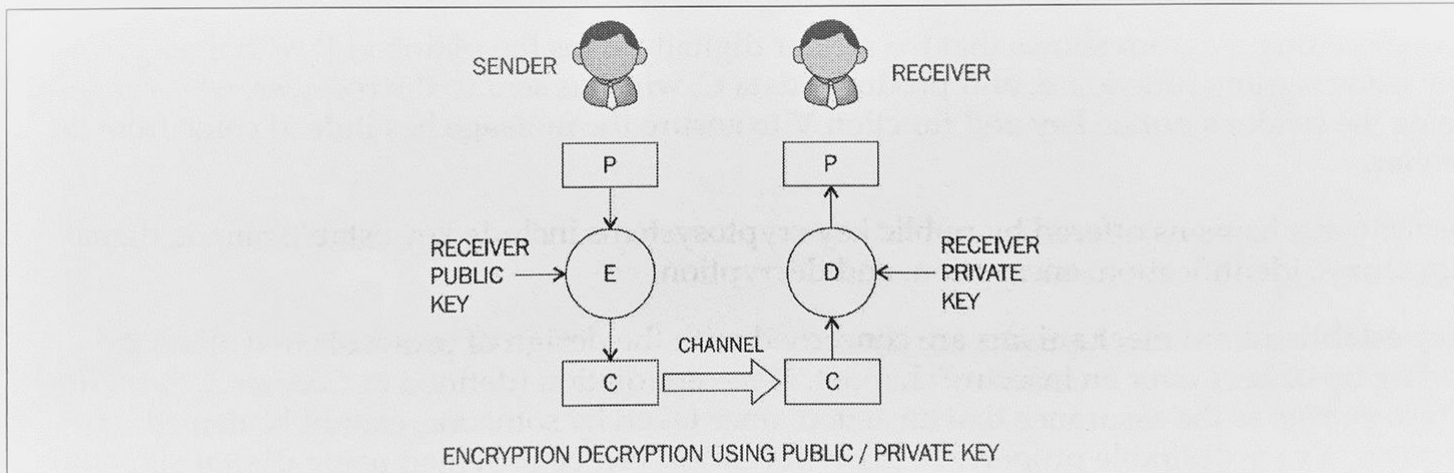 SENDER
RECEIVER
P
P
RECEIVER
PUBLIC
KEY
E
D
RECEIVER
PRIVATE
KEY
CHANNEL
C
C
ENCRYPTION DECRYPTION USING PUBLIC / PRIVATE KEY